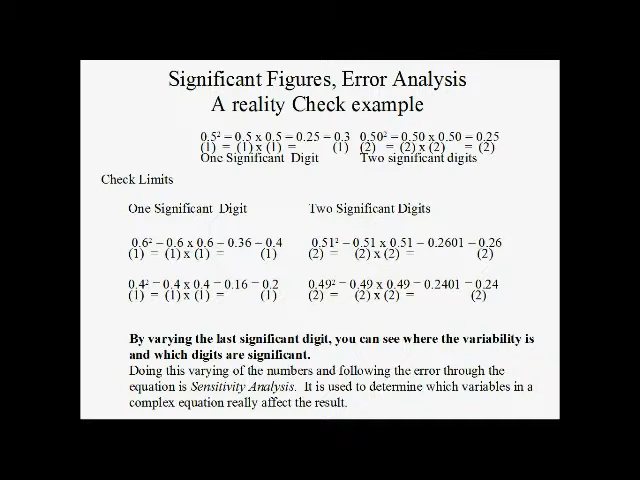 Significant Figures, Error Analysis
A reality Check example
0.5² = 0.5 x 0.5 = 0.25 = 0.3 0.50² = 0.50 x 0.50 = 0.25
(1) = (1) x (1) = (1) (2) = (2) x (2) = (2)
One Significant Digit Two significant digits
Check Limits
One Significant Digit Two Significant Digits
0.6² = 0.6 x 0.6 = 0.36 = 0.4 0.51² = 0.51 x 0.51 = 0.2601 = 0.26
(1) = (1) x (1) = (1) (2) = (2) x (2) = (2)
0.4² = 0.4 x 0.4 = 0.16 = 0.2 0.49² = 0.49 x 0.49 = 0.2401 = 0.24
(1) = (1) x (1) = (1) (2) = (2) x (2) = (2)
By varying the last significant digit, you can see where the variability is
and which digits are significant.
Doing this varying of the numbers and following the error through the
equation is Sensitivity Analysis. It is used to determine which variables in a
complex equation really affect the result.